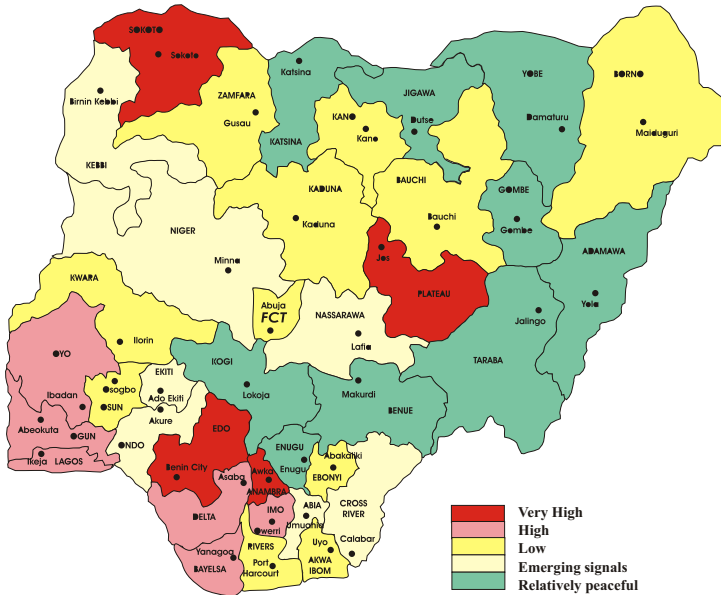 SOKOTO
Sokoto
Katsina
YOBE
BORNO
Birnin Kebbi
ZAMFARA
JIGAWA
Gusau
KANO
Dutse
Damaturu
Kano
Maiduguri
KATSINA
KEBBI
KADUNA
BAUCHI
GOMBE
Kaduna
Bauchi
Gombe
NIGER
ADAMAWA
Minna
Jos
KWARA
PLATEAU
Yola
Abuja
FCT
NASSARAWA
Jalingo
Ilorin
Lafia
OYO
KOGI
TARABA
EKITI
Osogbo
Ado Ekiti
Lokoja
Makurdi
Ibadan
OSUN
BENUE
Akure
Abeokuta
OGUN
EDO
ONDO
ENUGU
Abakaliki
Ikeja
LAGOS
Benin City
Enugu
Awka
EBONYI
Asaba
ANAMBRA
DELTA
IMO
ABIA
CROSS
RIVER
Owerri
Umuohia
Yanagog
RIVERS
Uyo
Calabar
BAYELSA
Port
Harcourt
AKWA
IBOM
Very High
High
Low
Emerging signals
Relatively peaceful